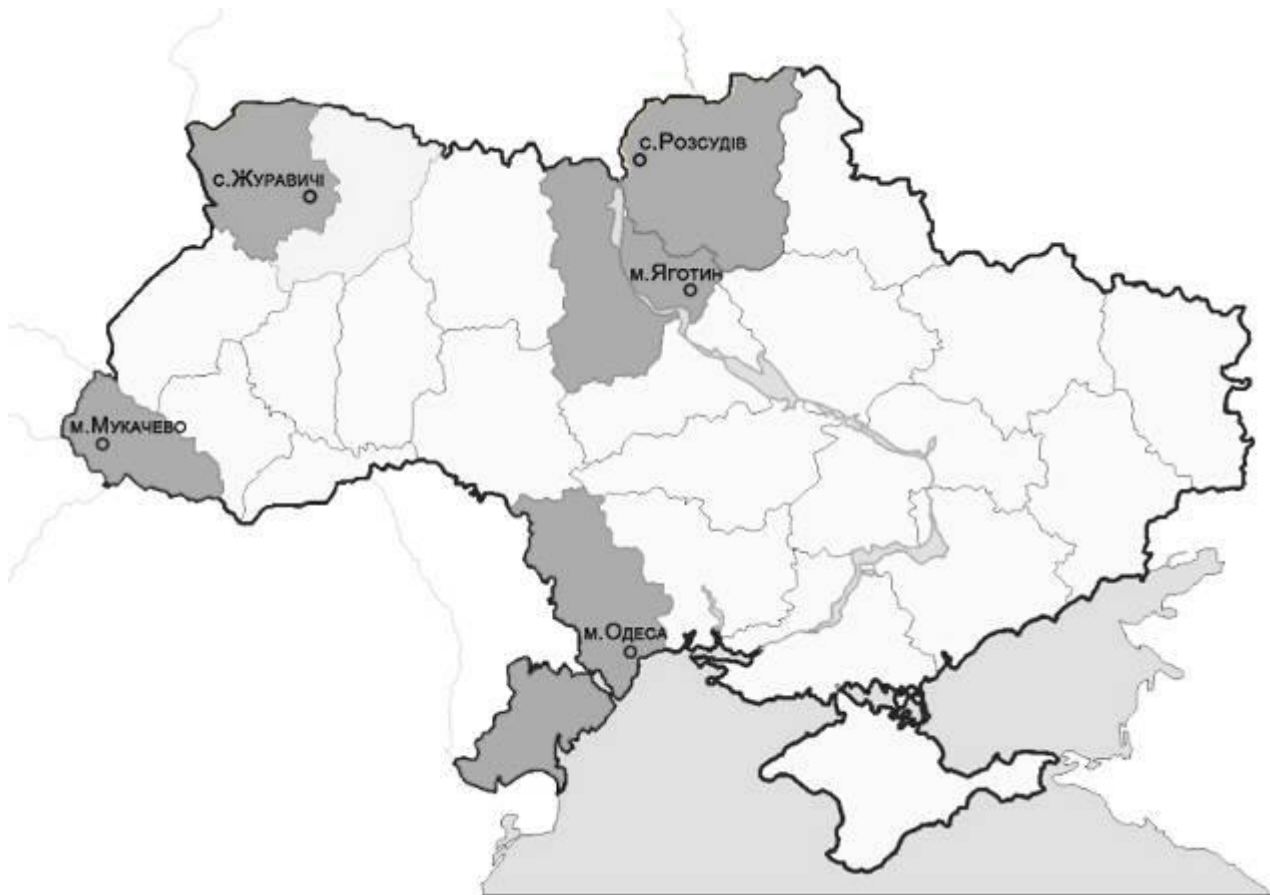 с.Розсудів
с.Журавичі
м.Яготин
м.Мукачево
м.Одеса